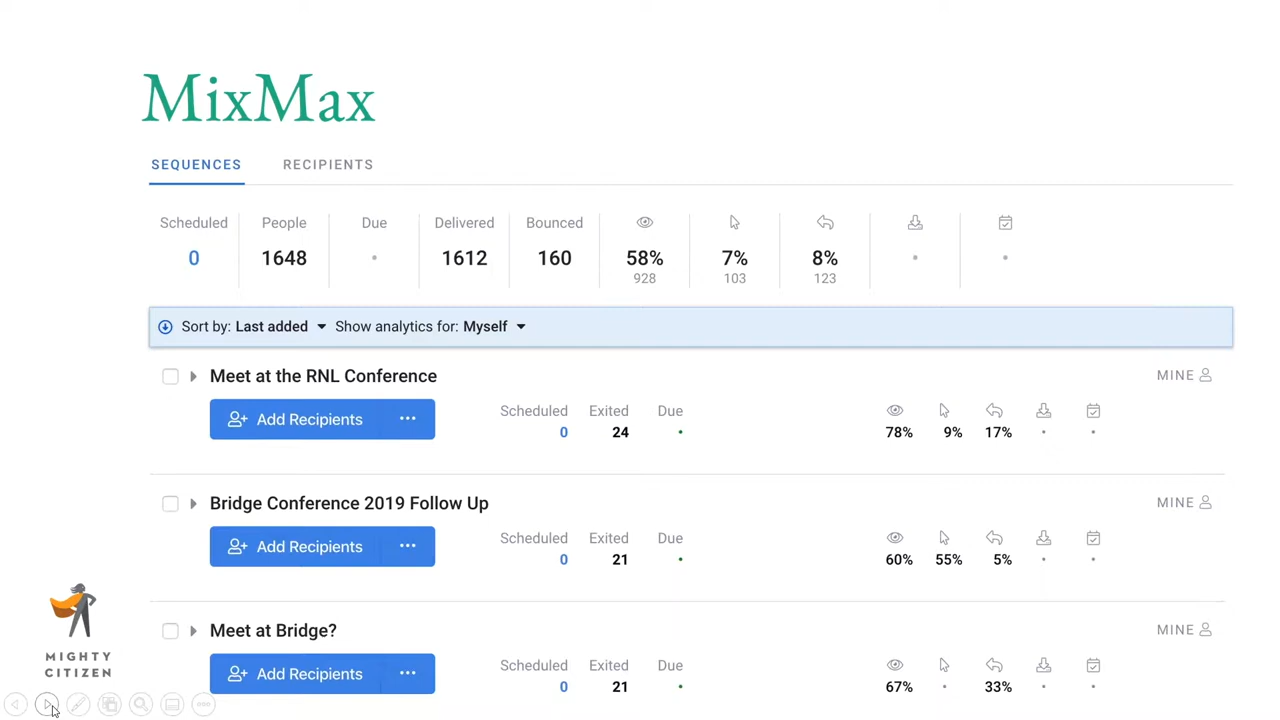 MixMax
SEQUENCES RECIPIENTS
Scheduled People Due Delivered Bounced
0 1648 1612 160 58% 7% 8%
928 103 123
Sort by: Last added Show analytics for: Myself
Meet at the RNL Conference MINE
Add Recipients Scheduled Exited Due
0 24 78% 9% 17%
Bridge Conference 2019 Follow Up MINE
Add Recipients Scheduled Exited Due
0 21 60% 55% 5%
Meet at Bridge? MINE
Add Recipients Scheduled Exited Due
0 21 67% 33%
MIGHTY
CITIZEN